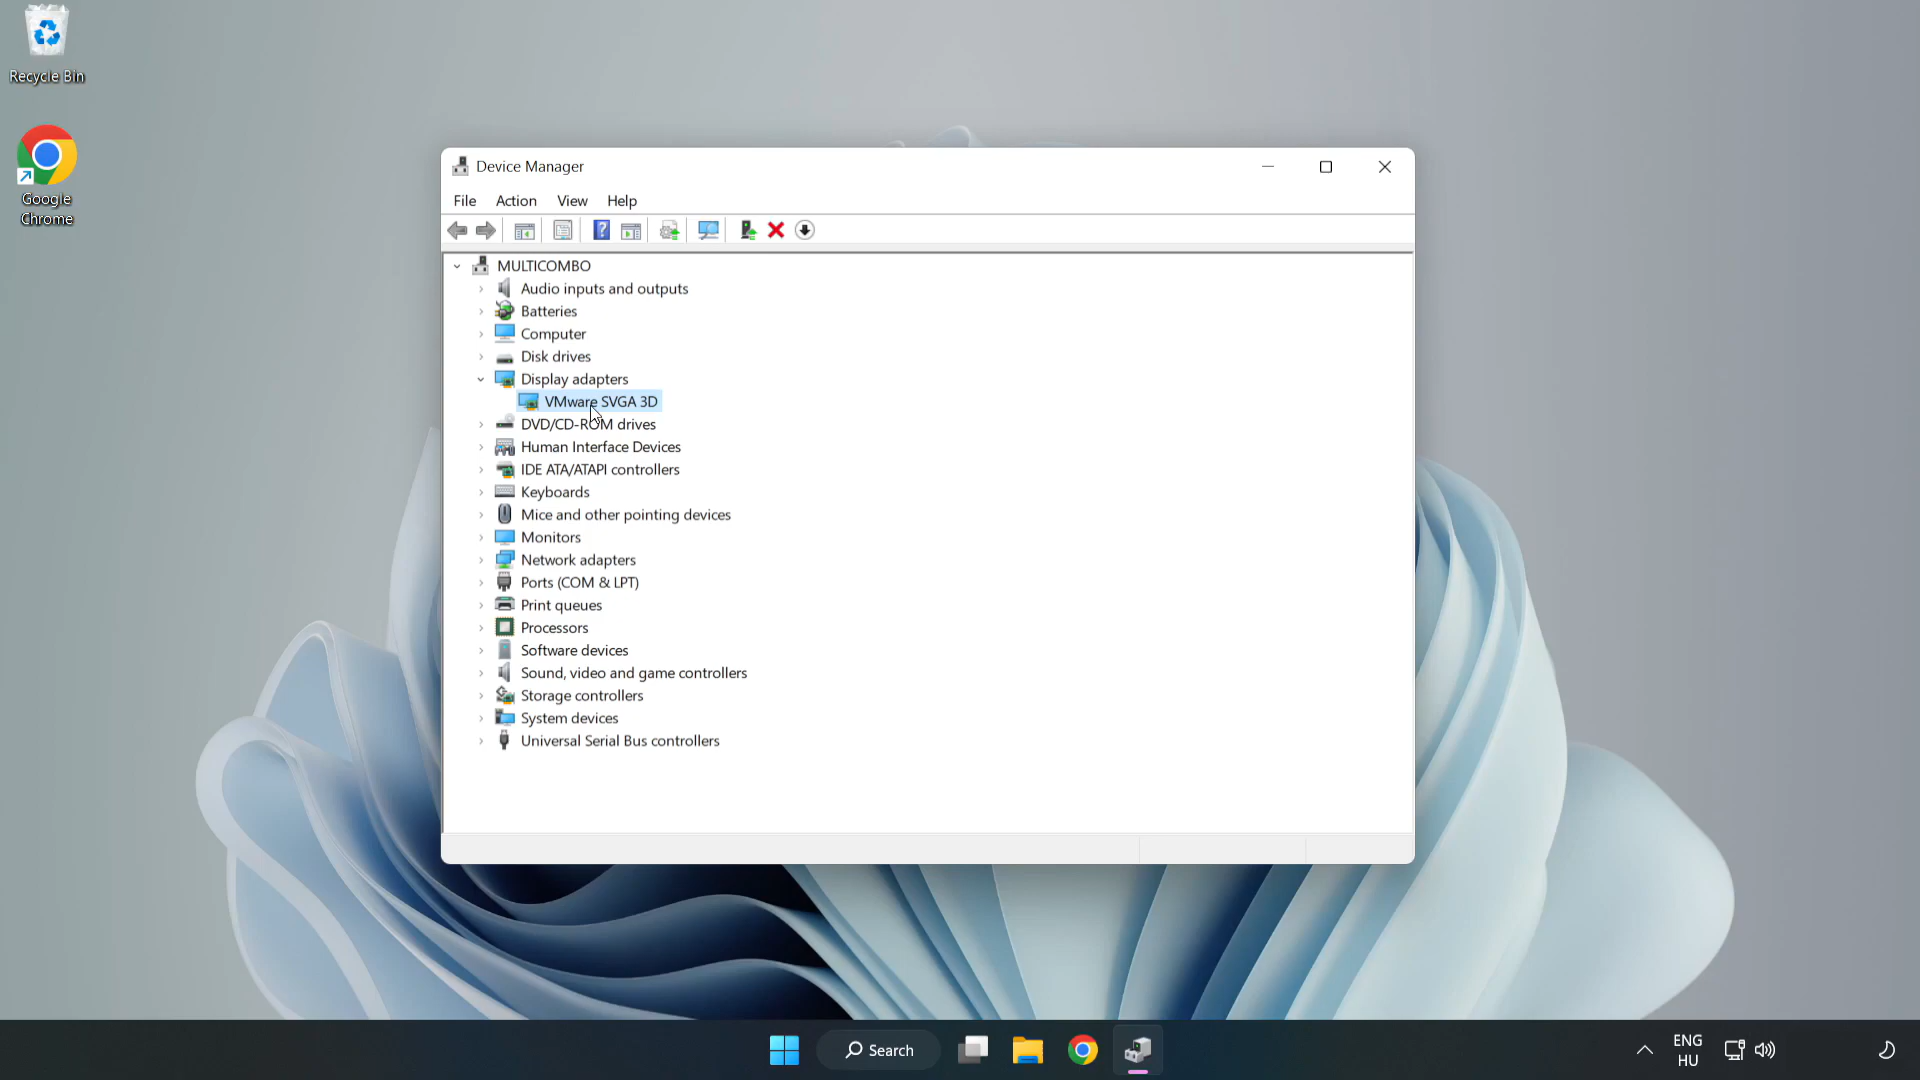 Recycle Bin
Google
Chrome
Device Manager
File Action View Help
MULTICOMBO
Audio inputs and outputs
Batteries
Computer
Disk drives
Display adapters
VMware SVGA 3D
DVD/CD-ROM drives
Human Interface Devices
IDE ATA/ATAPI controllers
Keyboards
Mice and other pointing devices
Monitors
Network adapters
Ports (COM & LPT)
Print queues
Processors
Software devices
Sound, video and game controllers
Storage controllers
System devices
Universal Serial Bus controllers
Search
ENG
HU